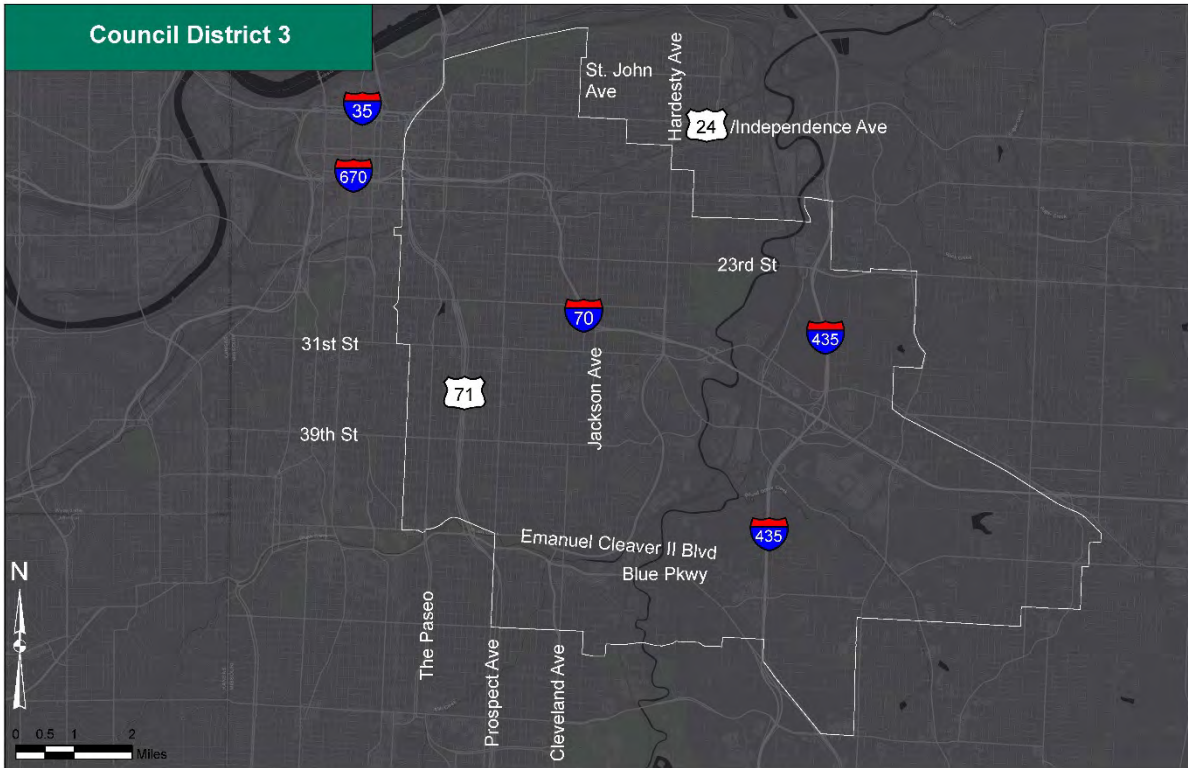 Council District 3
St. John
Ave
Hardesty Ave
35
24
/Independence Ave
670
23rd St
70
435
31st St
71
Jackson Ave
39th St
Emanuel Cleaver II Blvd
435
Blue Pkwy
N
The Paseo
Prospect Ave
Cleveland Ave
0 0.5 1 2
Miles